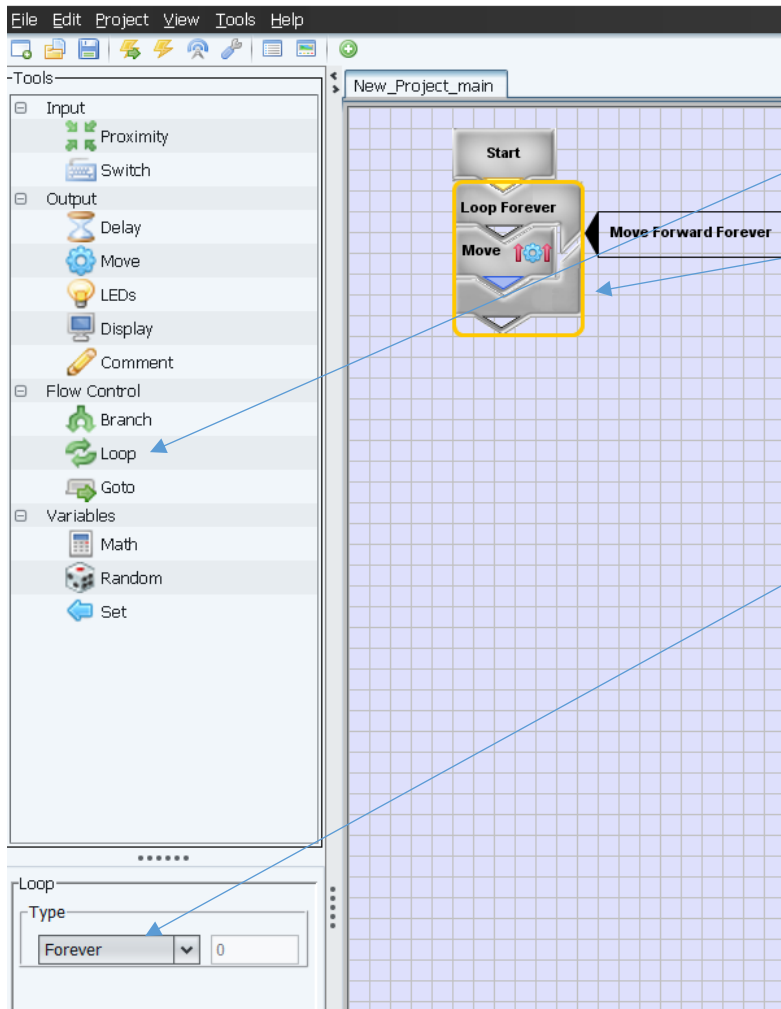 File Edit Project View Tools Help
Tools
New_Project_main
Input
Proximity
Switch
Output
Delay
Move
LEDs
Display
Comment
Flow Control
Branch
Loop
Goto
Variables
Math
Random
Set
Start
Loop Forever
Move
Move Forward Forever
Loop
Type
Forever
0